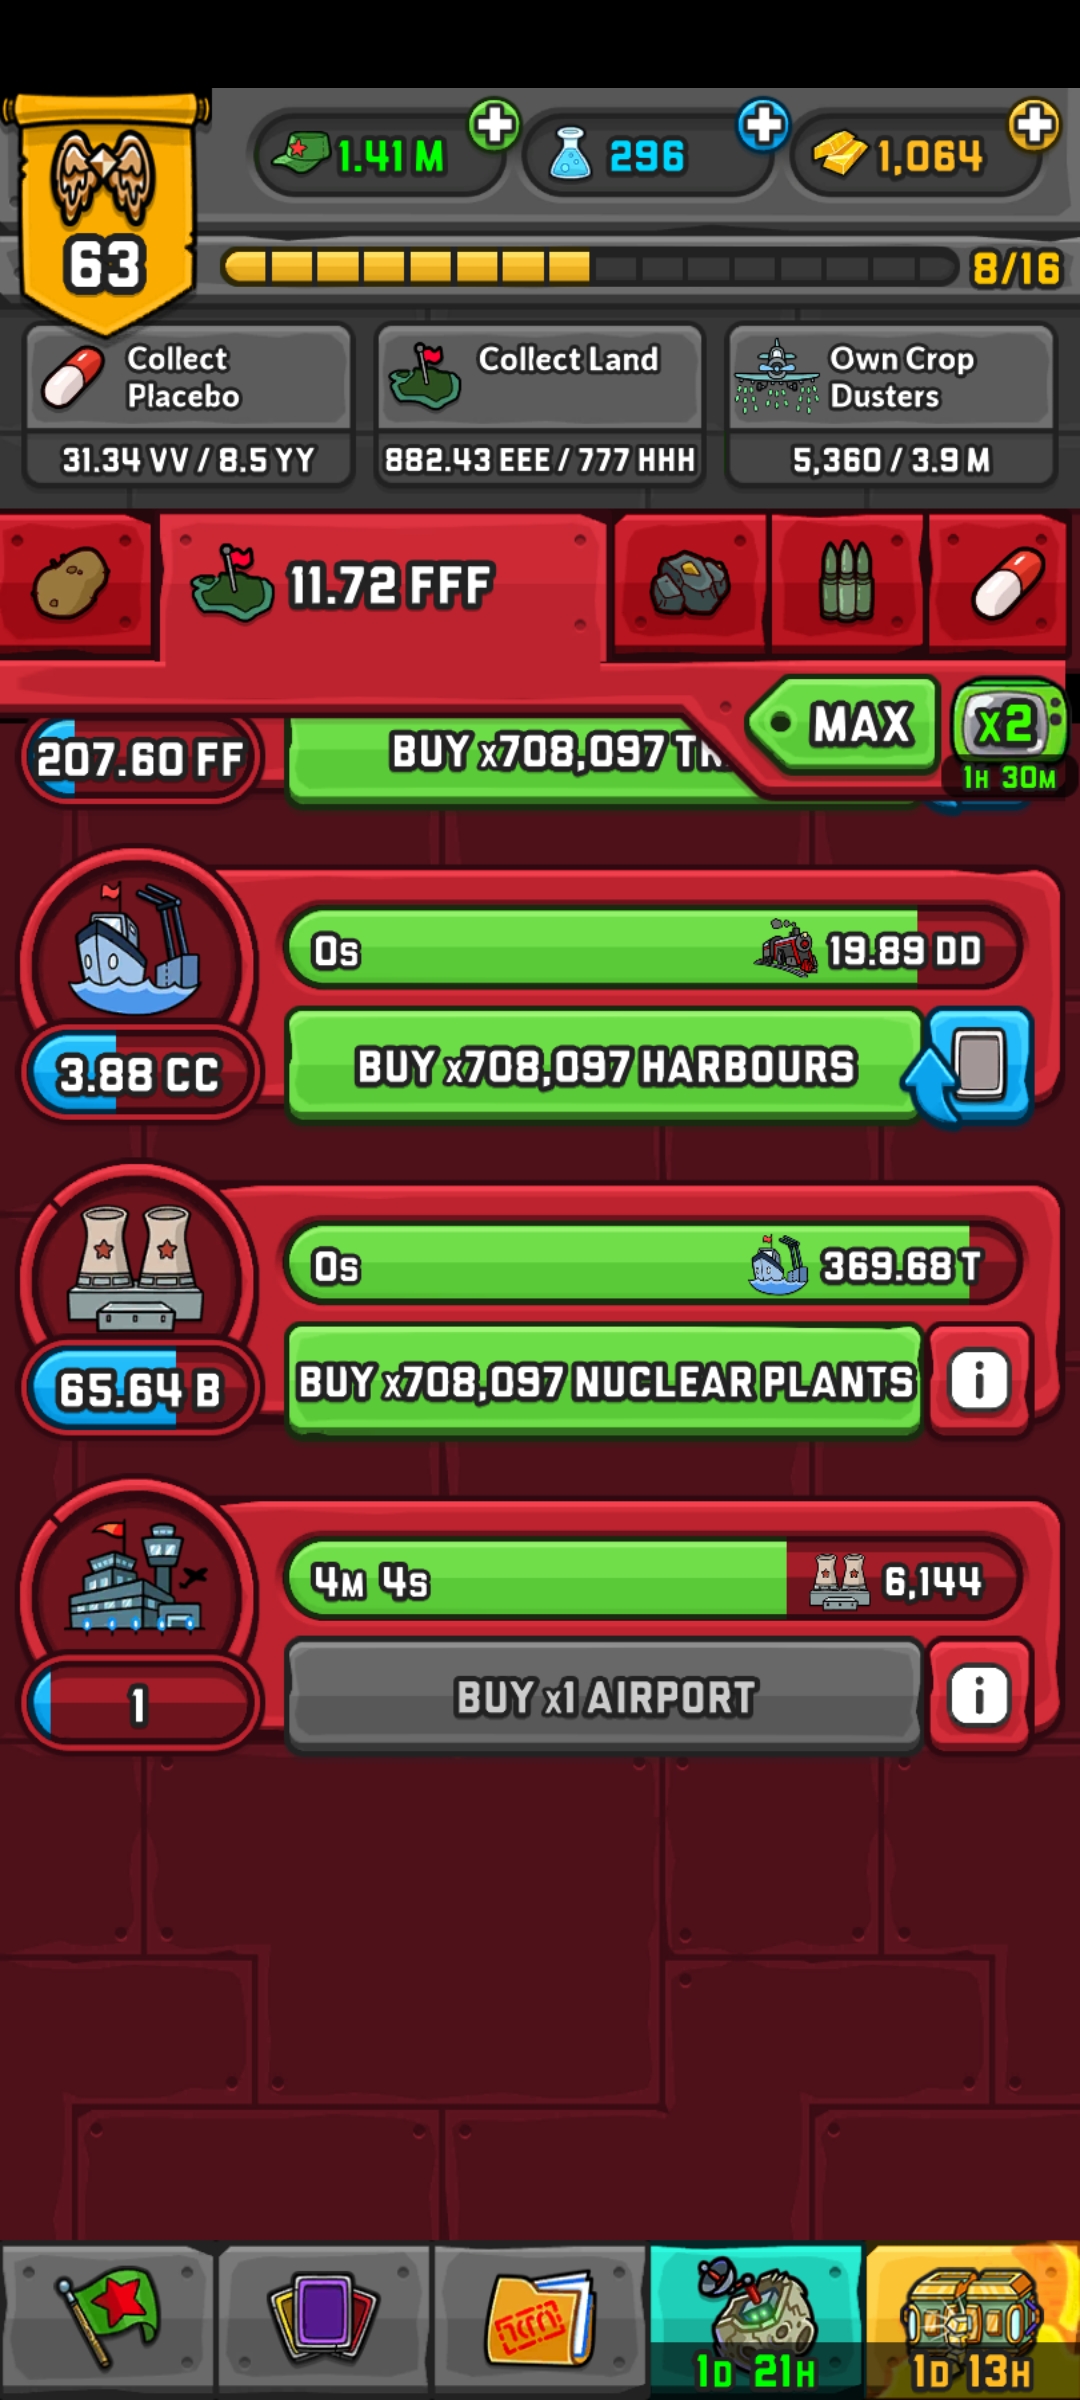 1.41 M
296
1,064
63
8/16
Collect
Placebo
31.34 VV / 8.5 YY
Collect Land
882.43 EEE / 777 HHH
Own Crop
Dusters
5,360 / 3.9 M
11.72 FFF
MAX
X2
1H 30M
207.60 FF
BUY x708,097
0s
19.89 DD
3.88 CC
BUY x708,097 HARBOURS
0s
369.68 T
65.64 B
BUY x708,097 NUCLEAR PLANTS
i
4M 4s
6,144
1
BUY x1 AIRPORT
i
1D 21H
1D 13H